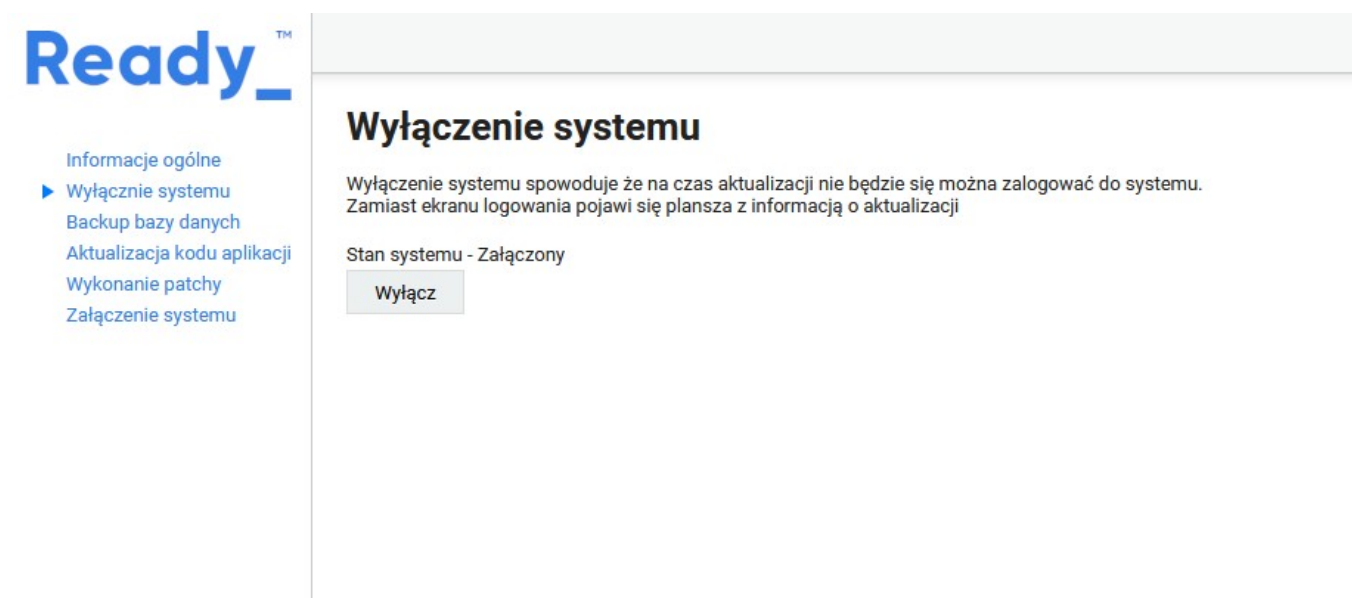 Ready_™
Informacje ogólne
Wyłącznie systemu
Backup bazy danych
Aktualizacja kodu aplikacji
Wykonanie patchy
Załączenie systemu
Wyłączenie systemu
Wyłączenie systemu spowoduje że na czas aktualizacji nie będzie się można zalogować do systemu.
Zamiast ekranu logowania pojawi się plansza z informacją o aktualizacji
Stan systemu - Załączony
Wyłącz